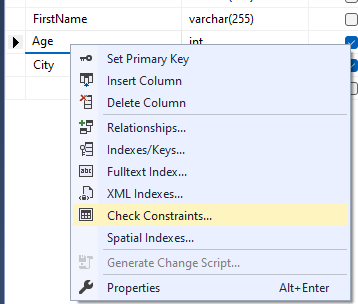 FirstName varchar(255)
Age int
City
Set Primary Key
Insert Column
Delete Column
Relationships...
Indexes/Keys...
Fulltext Index...
XML Indexes...
Check Constraints...
Spatial Indexes...
Generate Change Script...
Properties Alt+Enter